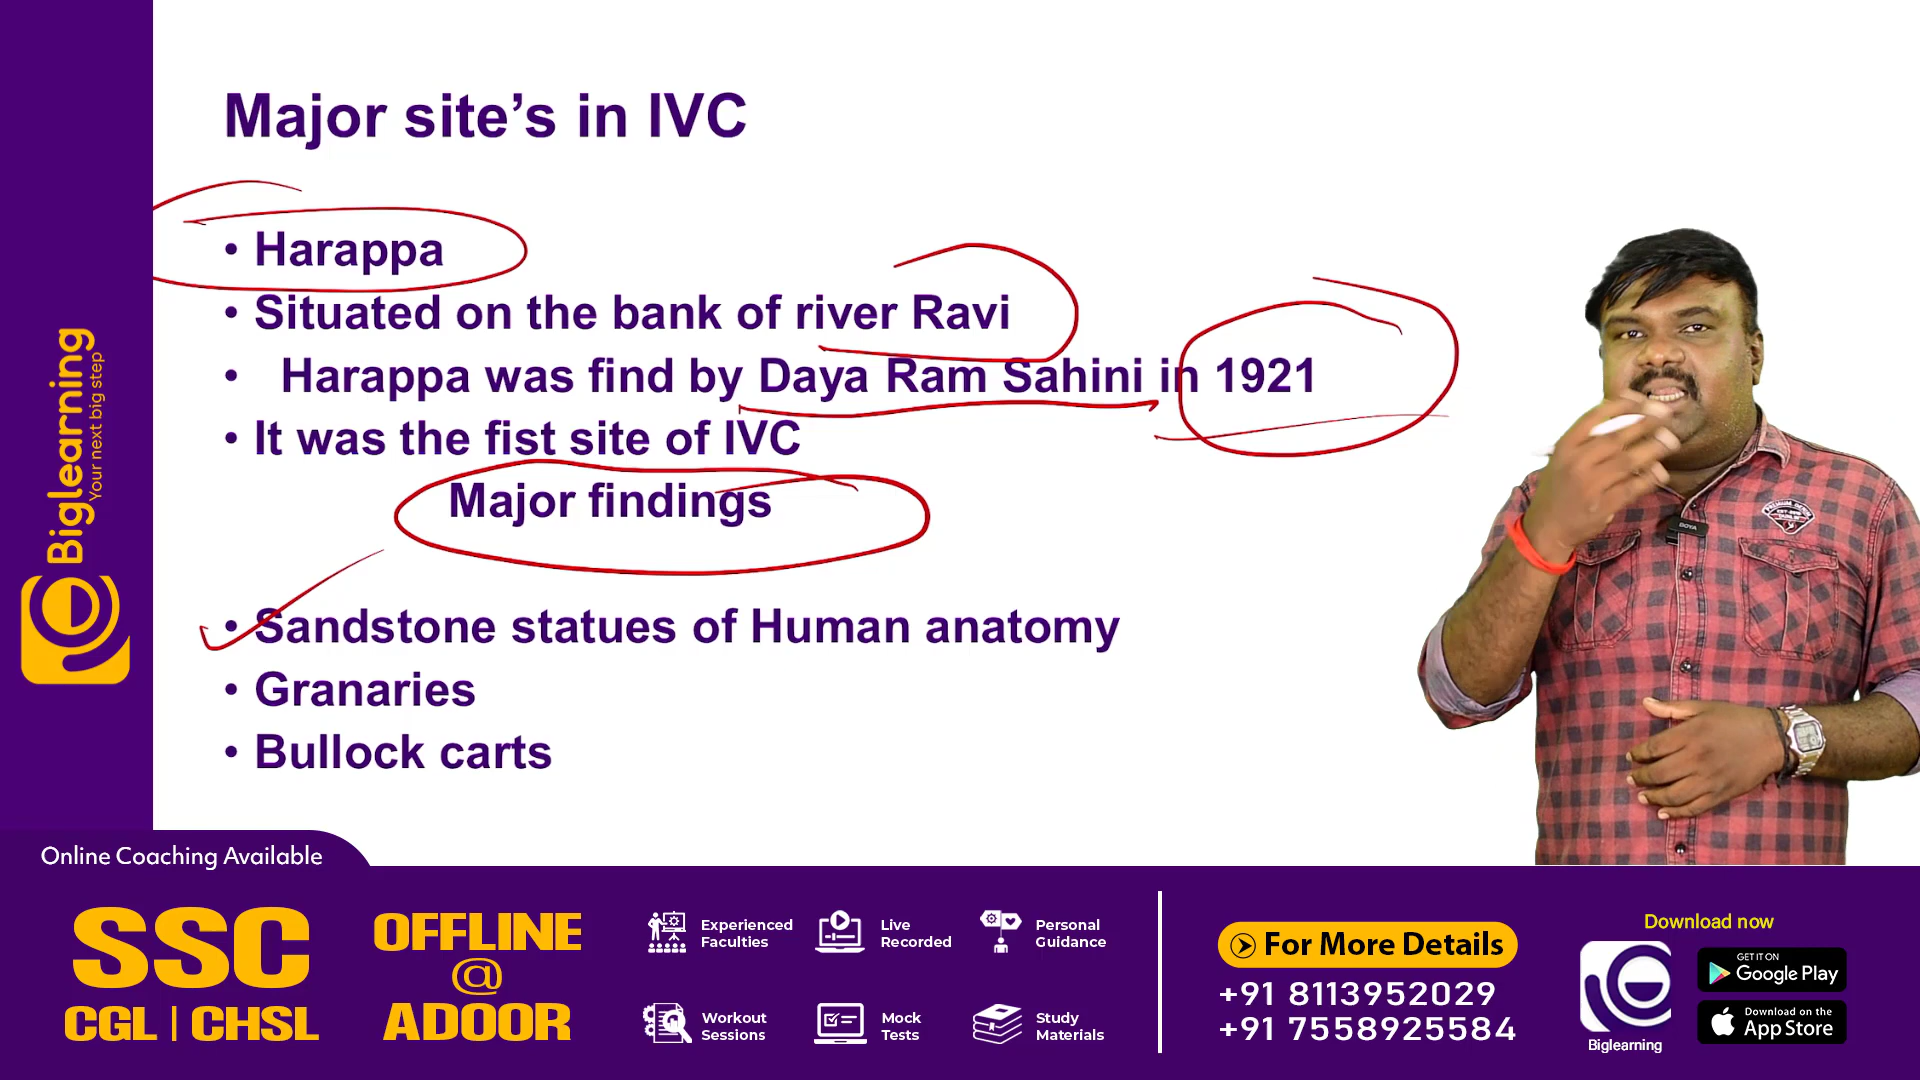 Major site's in IVC
• Harappa
• Situated on the bank of river Ravi
• Harappa was find by Daya Ram Sahini in 1921
• It was the fist site of IVC
Major findings
• Sandstone statues of Human anatomy
• Granaries
• Bullock carts
Biglearning
Your next big step
Online Coaching Available
SSC
CGL | CHSL
OFFLINE
@
ADOOR
Experienced
Faculties
Live
Recorded
Personal
Guidance
Workout
Sessions
Mock
Tests
Study
Materials
For More Details
+91 8113952029
+91 7558925584
Download now
Biglearning
GET IT ON
Google Play
Download on the
App Store
BOYA